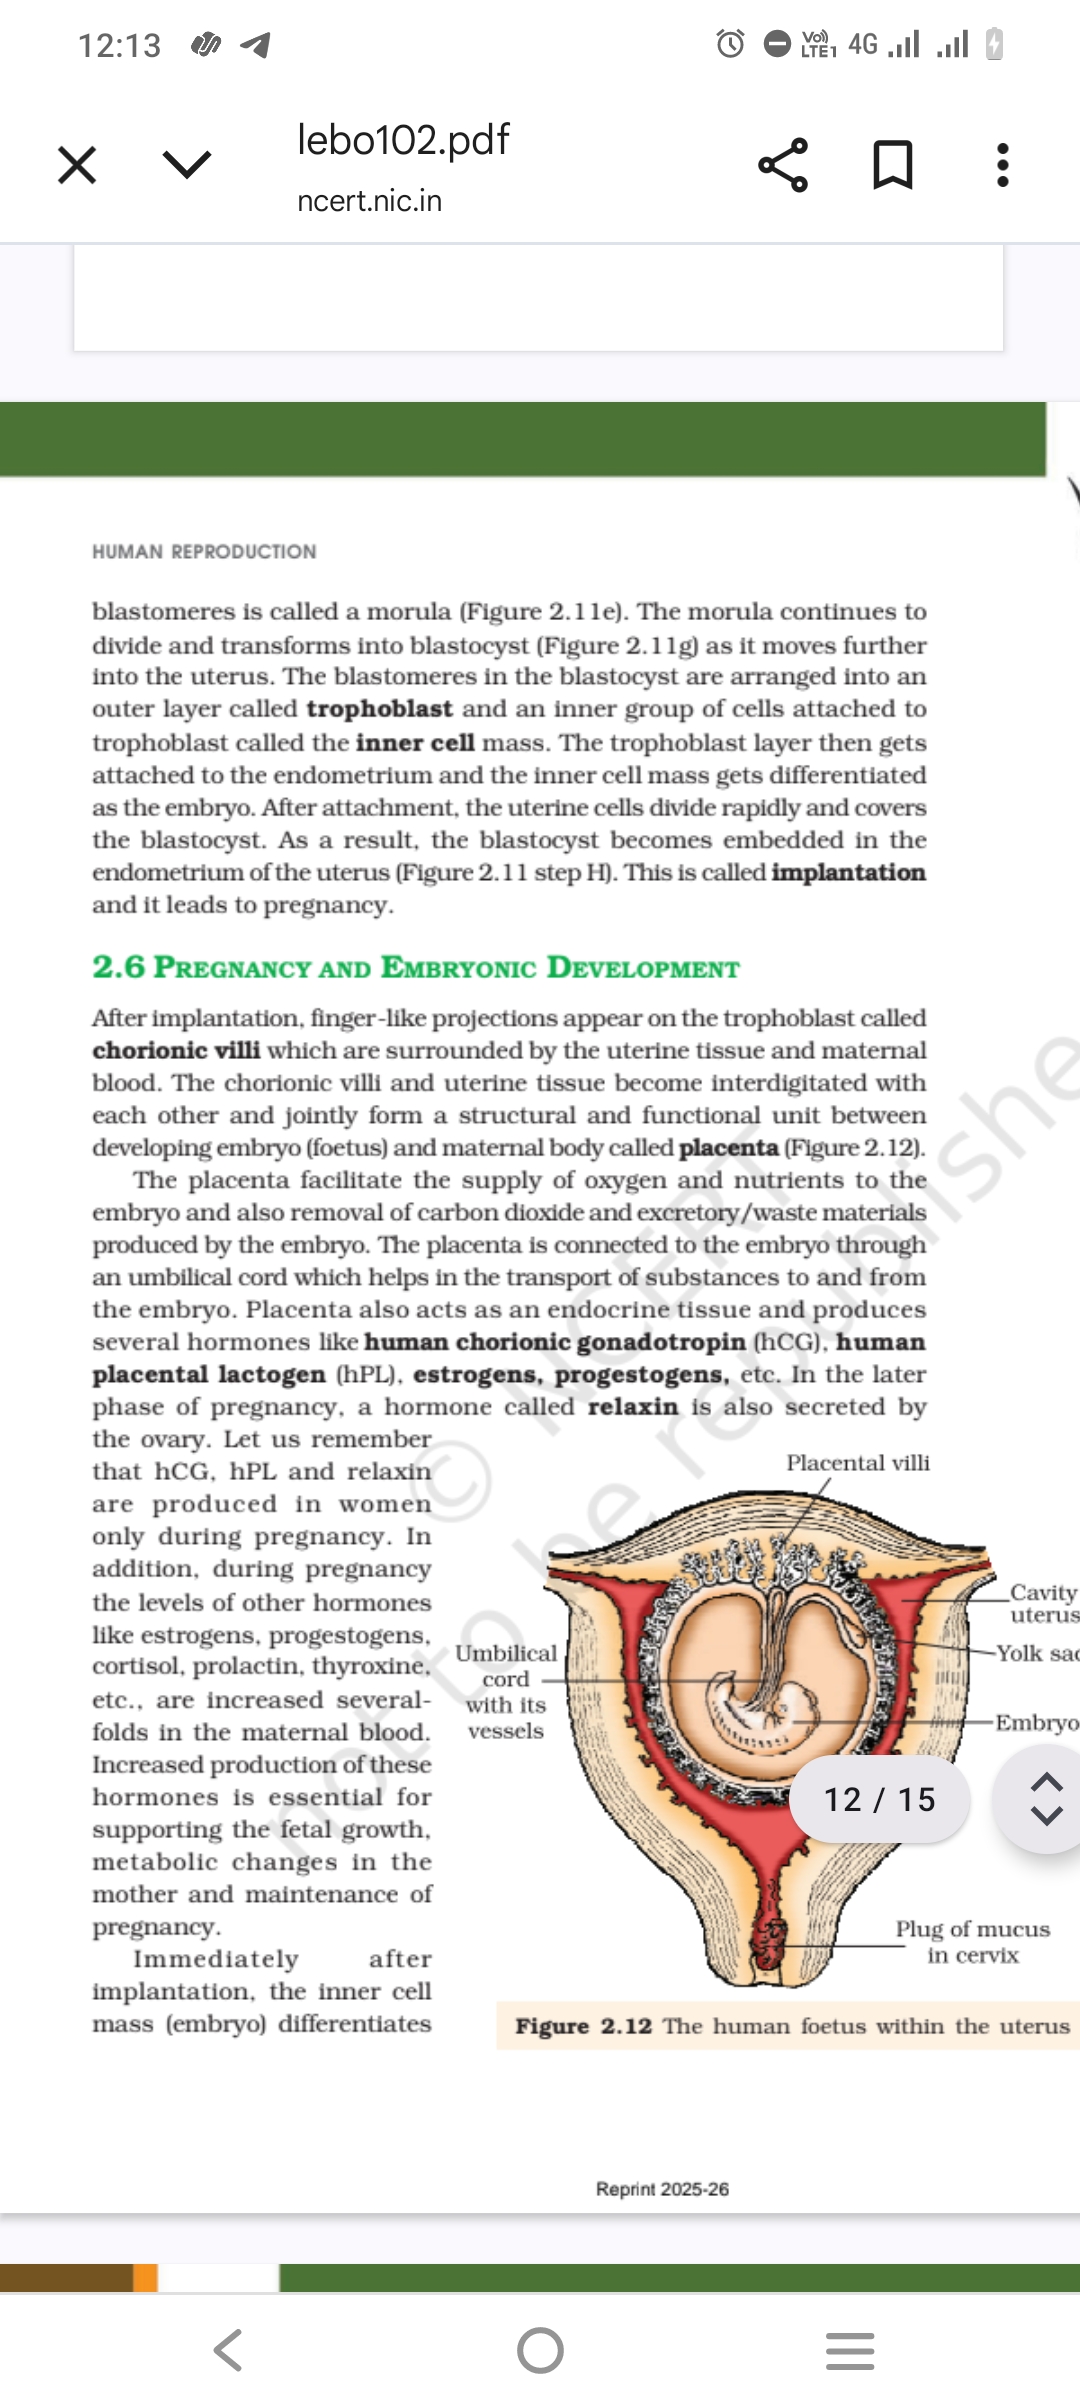 12:13
Vo))
LTE1 4G
lebo102.pdf
ncert.nic.in
HUMAN REPRODUCTION
blastomeres is called a morula (Figure 2.11e). The morula continues to
divide and transforms into blastocyst (Figure 2.11g) as it moves further
into the uterus. The blastomeres in the blastocyst are arranged into an
outer layer called trophoblast and an inner group of cells attached to
trophoblast called the inner cell mass. The trophoblast layer then gets
attached to the endometrium and the inner cell mass gets differentiated
as the embryo. After attachment, the uterine cells divide rapidly and covers
the blastocyst. As a result, the blastocyst becomes embedded in the
endometrium of the uterus (Figure 2.11 step H). This is called implantation
and it leads to pregnancy.
2.6 PREGNANCY AND EMBRYONIC DEVELOPMENT
After implantation, finger-like projections appear on the trophoblast called
chorionic villi which are surrounded by the uterine tissue and maternal
blood. The chorionic villi and uterine tissue become interdigitated with
each other and jointly form a structural and functional unit between
developing embryo (foetus) and maternal body called placenta (Figure 2.12).
The placenta facilitate the supply of oxygen and nutrients to the
embryo and also removal of carbon dioxide and excretory/waste materials
produced by the embryo. The placenta is connected to the embryo through
an umbilical cord which helps in the transport of substances to and from
the embryo. Placenta also acts as an endocrine tissue and produces
several hormones like human chorionic gonadotropin (hCG), human
placental lactogen (hPL), estrogens, progestogens, etc. In the later
phase of pregnancy, a hormone called relaxin is also secreted by
the ovary. Let us remember
that hCG, hPL and relaxin
are produced in women
only during pregnancy. In
addition, during pregnancy
the levels of other hormones
like estrogens, progestogens,
cortisol, prolactin, thyroxine,
etc., are increased several-
folds in the maternal blood.
Increased production of these
hormones is essential for
supporting the fetal growth,
metabolic changes in the
mother and maintenance of
pregnancy.
Immediately after
implantation, the inner cell
mass (embryo) differentiates
Placental villi
Cavity
uterus
Yolk sac
Embryo
Umbilical
cord
with its
vessels
12 / 15
Plug of mucus
in cervix
Figure 2.12 The human foetus within the uterus
© NCERT
not to be republishe
Reprint 2025-26